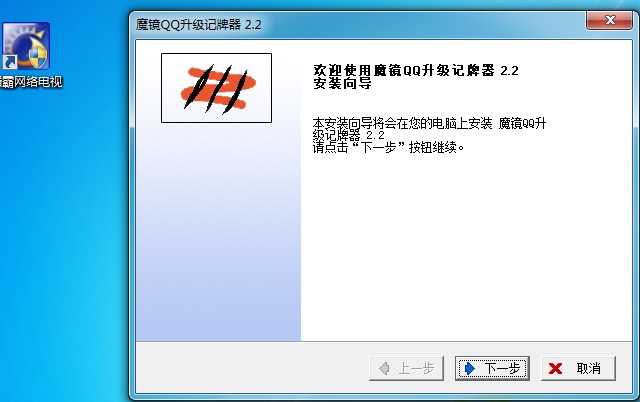 魔镜QQ升级记牌器 2.2
霸网络电视
欢迎使用魔镜QQ升级记牌器 2.2
安装向导
本安装向导将会在您的电脑上安装 魔镜QQ升
级记牌器 2.2
请点击“下一步”按钮继续。
上一步
下一步
取消